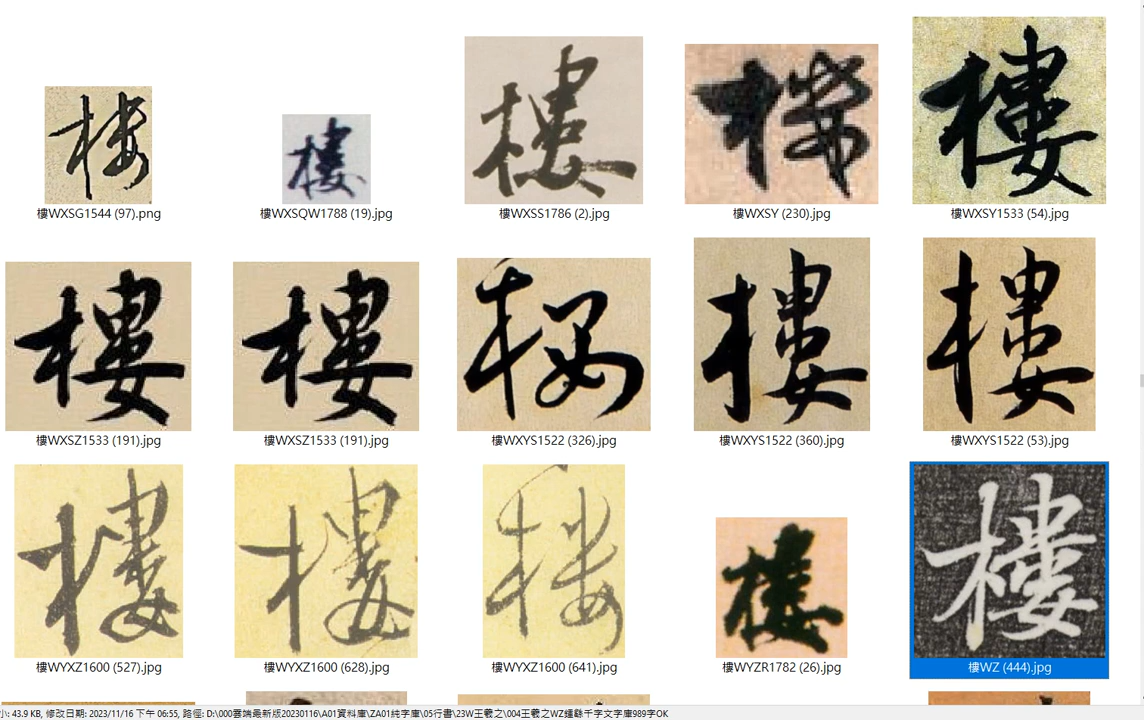 樓 樓 樓 樓 樓
樓WXSG1544 (97).png 樓WXSQW1788 (19).jpg 樓WXSS1786 (2).jpg 樓WXSY (230).jpg 樓WXSY1533 (54).jpg
樓 樓 樓 樓 樓
樓WXSZ1533 (191).jpg 樓WXSZ1533 (191).jpg 樓WXYS1522 (326).jpg 樓WXYS1522 (360).jpg 樓WXYS1522 (53).jpg
樓 樓 樓 樓 樓
樓WYXZ1600 (527).jpg 樓WYXZ1600 (628).jpg 樓WYXZ1600 (641).jpg 樓WYZR1782 (26).jpg 樓WZ (444).jpg
小: 43.9 KB, 修改日期: 2023/11/16 下午 06:55, 路徑: D:\000雲端最新版20230116\A01資料庫\ZA01純字庫\05行書\23W王羲之\004王羲之WZ鍾繇千字文字庫989字OK